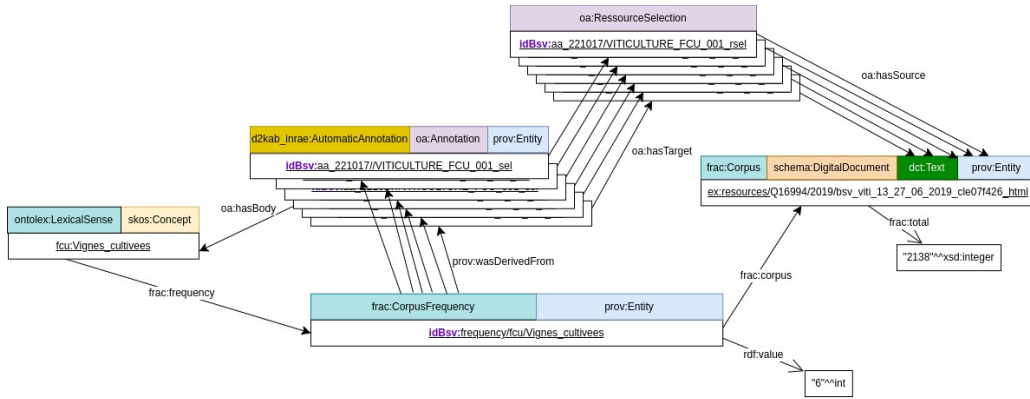 oa:RessourceSelection
idBsv:aa_221017/VITICULTURE_FCU_001_rsel
oa:hasSource
d2kab_inrae:AutomaticAnnotation oa:Annotation prov:Entity
idBsv:aa_221017//VITICULTURE_FCU_001_sel
oa:hasTarget
frac:Corpus schema:DigitalDocument dct:Text prov:Entity
ex:resources/Q16994/2019/bsv_viti_13_27_06_2019_cle07f426_html
ontolex:LexicalSense skos:Concept
fcu:Vignes_cultivees
oa:hasBody
frac:total
"2138"^^xsd:integer
prov:wasDerivedFrom
frac:corpus
frac:frequency
frac:CorpusFrequency prov:Entity
idBsv:frequency/fcu/Vignes_cultivees
rdf:value
"6"^^int